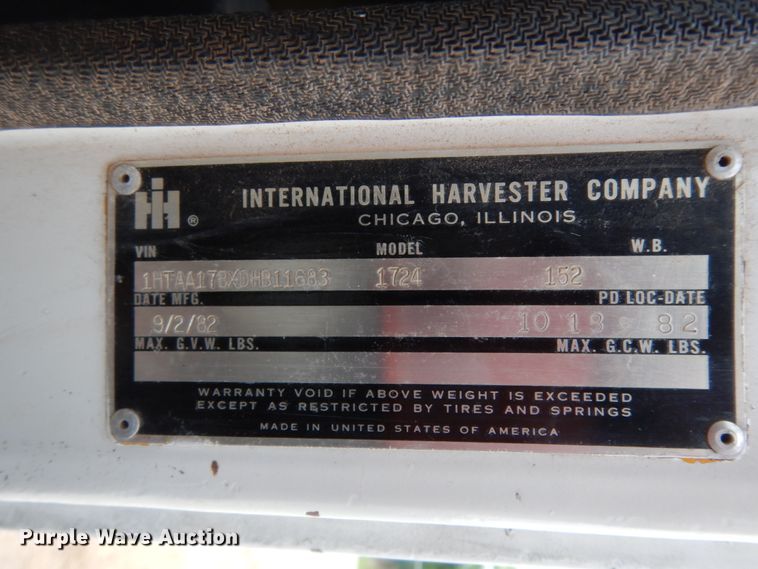 IH ®
INTERNATIONAL HARVESTER COMPANY
CHICAGO, ILLINOIS
VIN MODEL W.B.
1HTAA17BXDHB11683 1724 152
DATE MFG. PD LOC-DATE
9/2/82 10 18 82
MAX. G.V.W. LBS. MAX. G.C.W. LBS.
WARRANTY VOID IF ABOVE WEIGHT IS EXCEEDED
EXCEPT AS RESTRICTED BY TIRES AND SPRINGS
MADE IN UNITED STATES OF AMERICA
Purple Wave Auction